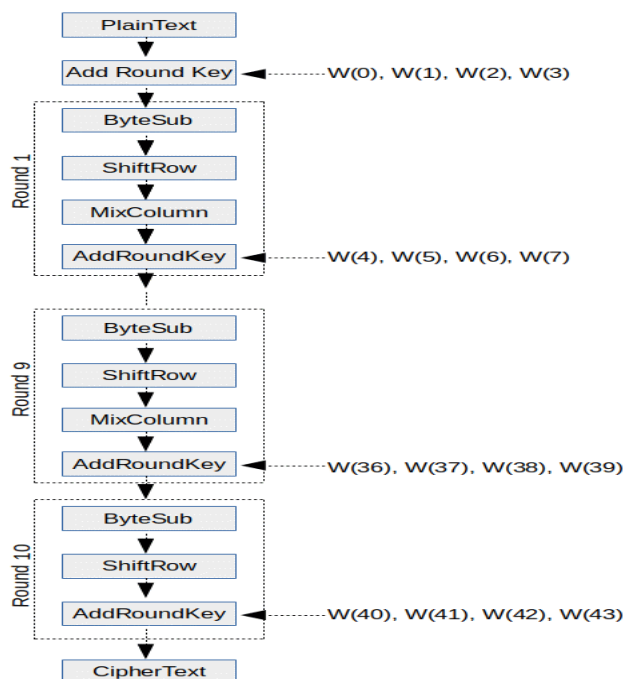 PlainText
Add Round Key
W(0), W(1), W(2), W(3)
Round 1
ByteSub
ShiftRow
MixColumn
AddRoundKey
W(4), W(5), W(6), W(7)
Round 9
ByteSub
ShiftRow
MixColumn
AddRoundKey
W(36), W(37), W(38), W(39)
Round 10
ByteSub
ShiftRow
AddRoundKey
W(40), W(41), W(42), W(43)
CipherText